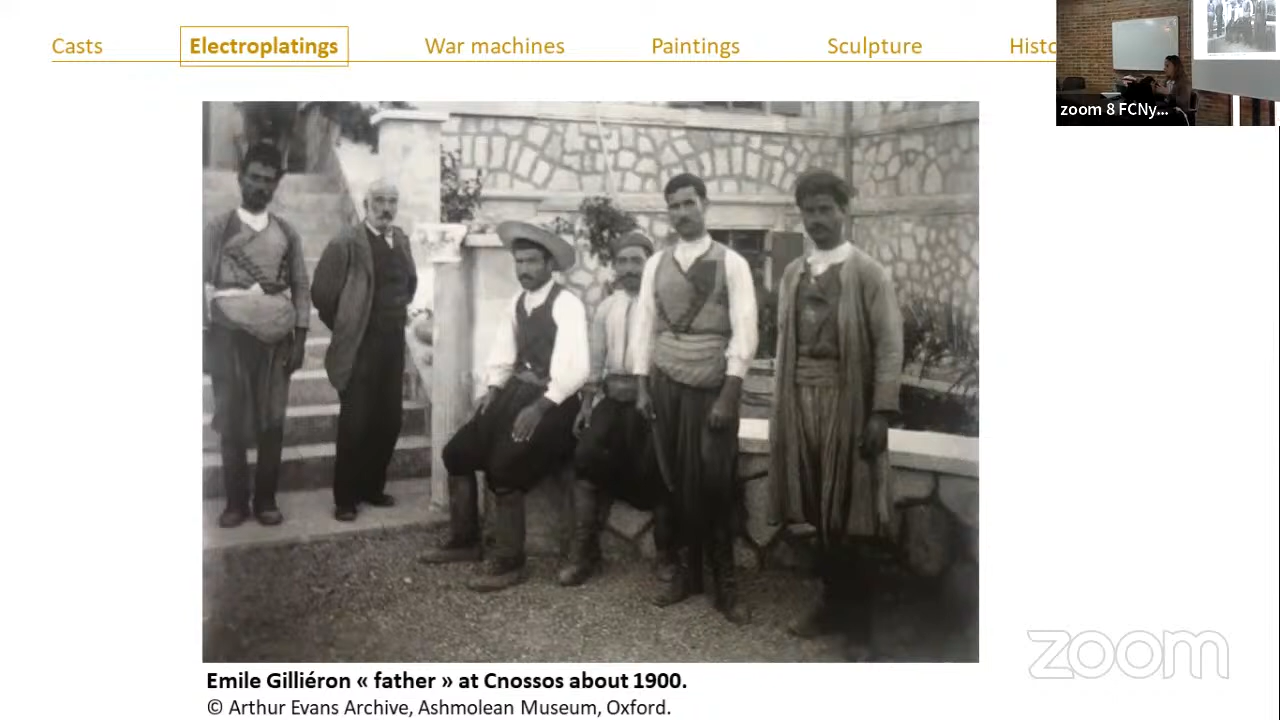 Casts Electroplatings War machines Paintings Sculpture Histo
zoom 8 FCNy...
Emile Gilliéron « father » at Cnossos about 1900.
© Arthur Evans Archive, Ashmolean Museum, Oxford.
zoom